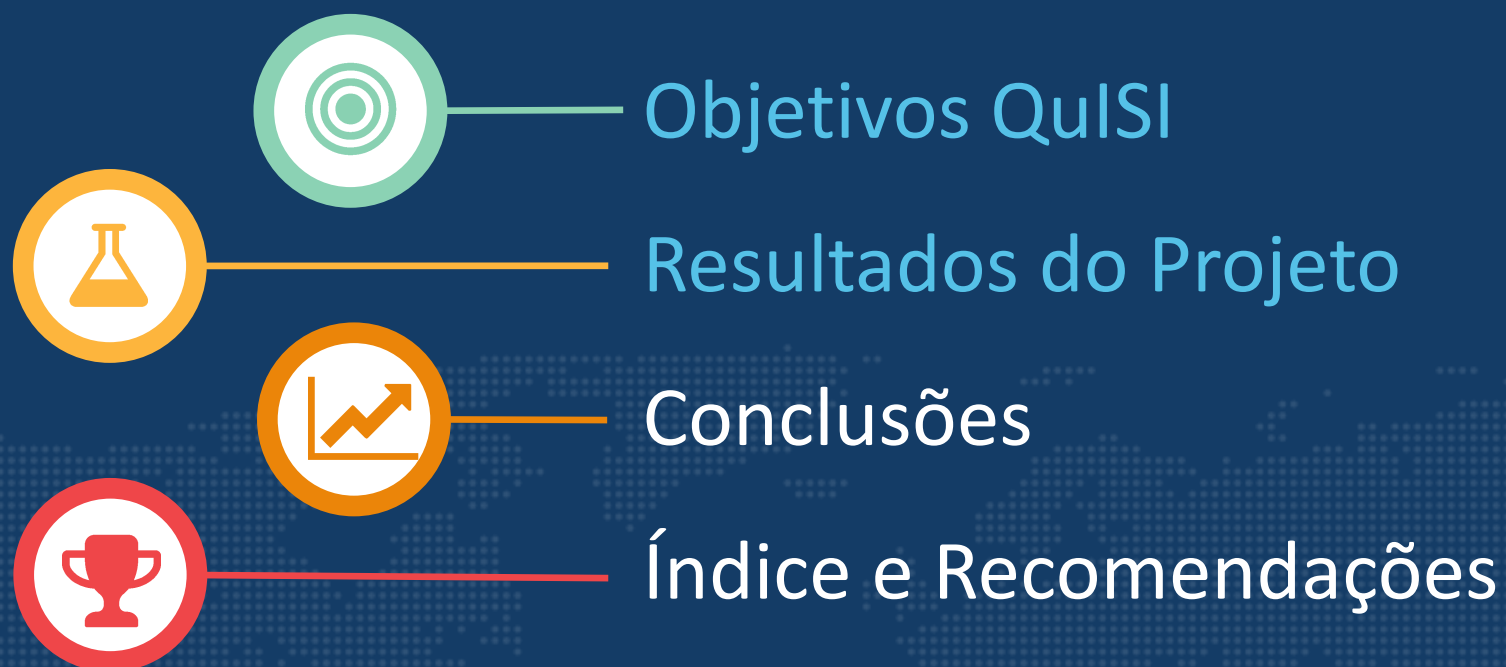 Objetivos QuISI
Resultados do Projeto
Conclusões
Índice e Recomendações